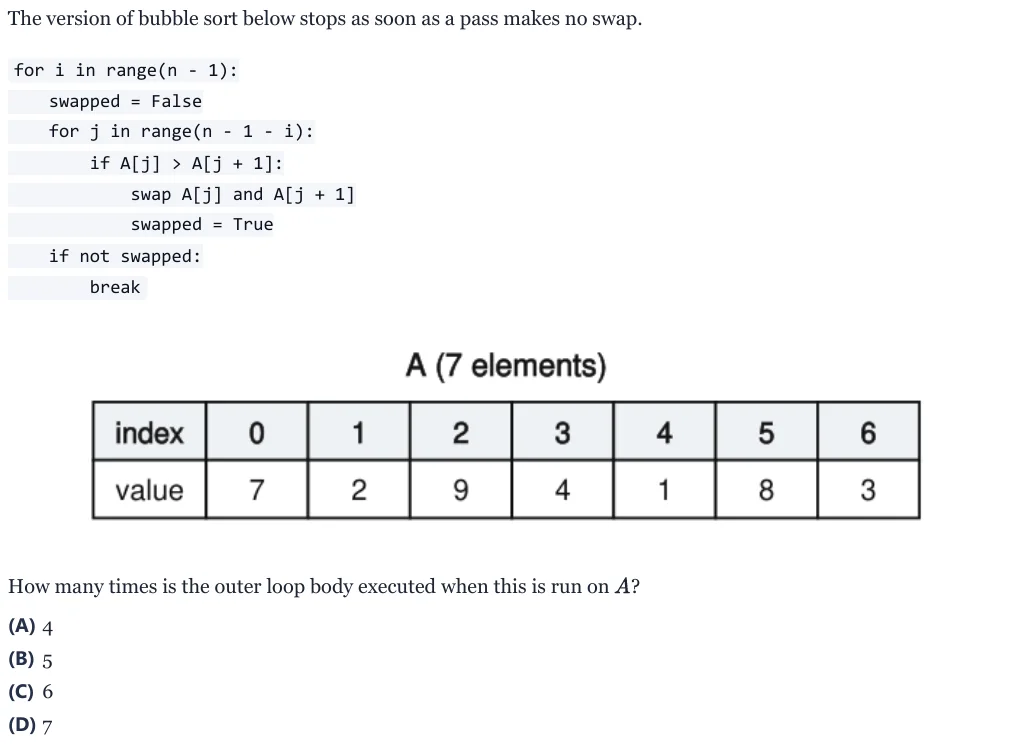 The version of bubble sort below stops as soon as a pass makes no swap.
for i in range(n - 1):
    swapped = False
    for j in range(n - 1 - i):
        if A[j] > A[j + 1]:
            swap A[j] and A[j + 1]
            swapped = True
    if not swapped:
        break
A (7 elements)
index 0 1 2 3 4 5 6
value 7 2 9 4 1 8 3
How many times is the outer loop body executed when this is run on A?
(A) 4
(B) 5
(C) 6
(D) 7